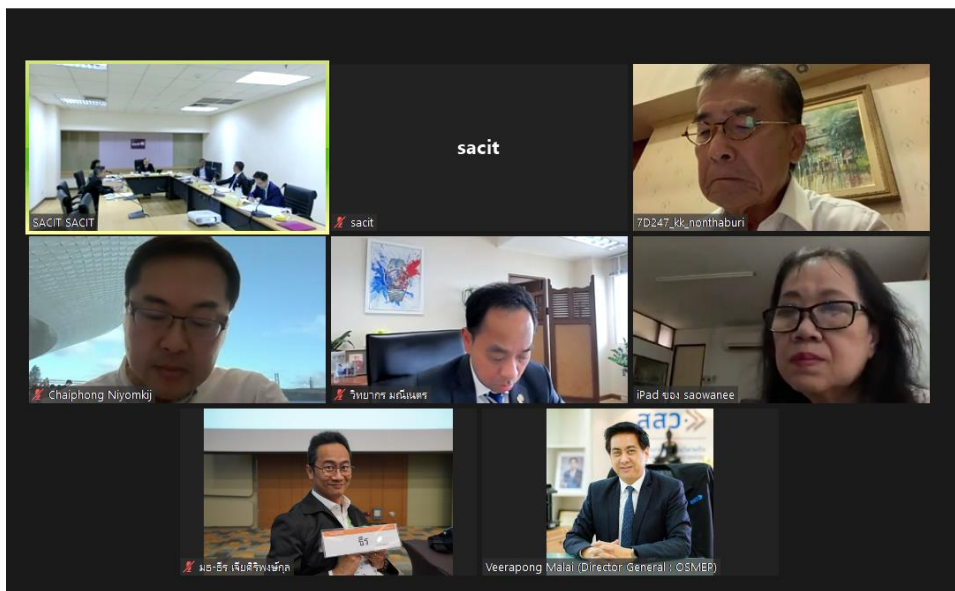 SACIT SACIT
sacit
sacit
7D247_kk_nonthaburi
Chaiphong Niyomkij
วิทยากร มณีเนตร
iPad ของ saowanee
ธีร
มธ-ธีร เจียศิริพงษ์กุล
สสว.
Veerapong Malai (Director General : OSMEP)